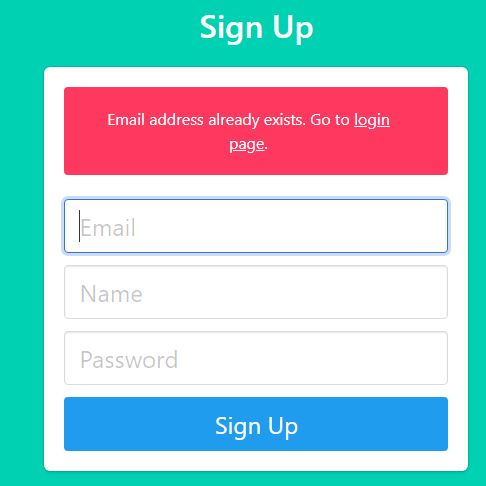 Sign Up
Email address already exists. Go to login
page.
Email
Name
Password
Sign Up